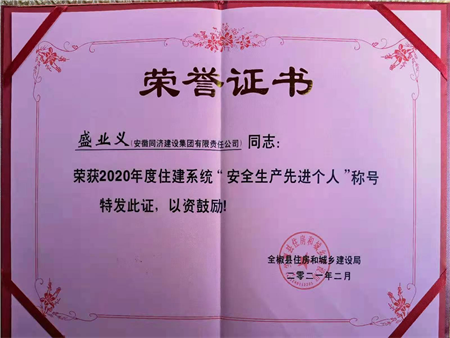 荣誉证书
盛业义(安徽同济建设集团有限责任公司)同志:
荣获2020年度住建系统“安全生产先进个人”称号
特发此证,以资鼓励!
全椒县住房和城乡建设局
二〇二一年二月